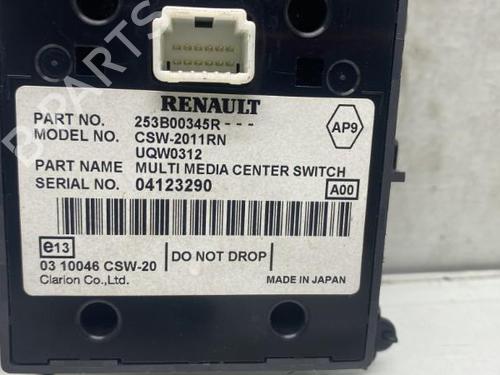 B-PARTS
RENAULT
PART NO. 253B00345R - - -
AP9
MODEL NO. CSW-2011RN
UQW0312
PART NAME MULTI MEDIA CENTER SWITCH
SERIAL NO. 04123290
A00
e13
DO NOT DROP
03 10046 CSW-20
Clarion Co.,Ltd.
MADE IN JAPAN